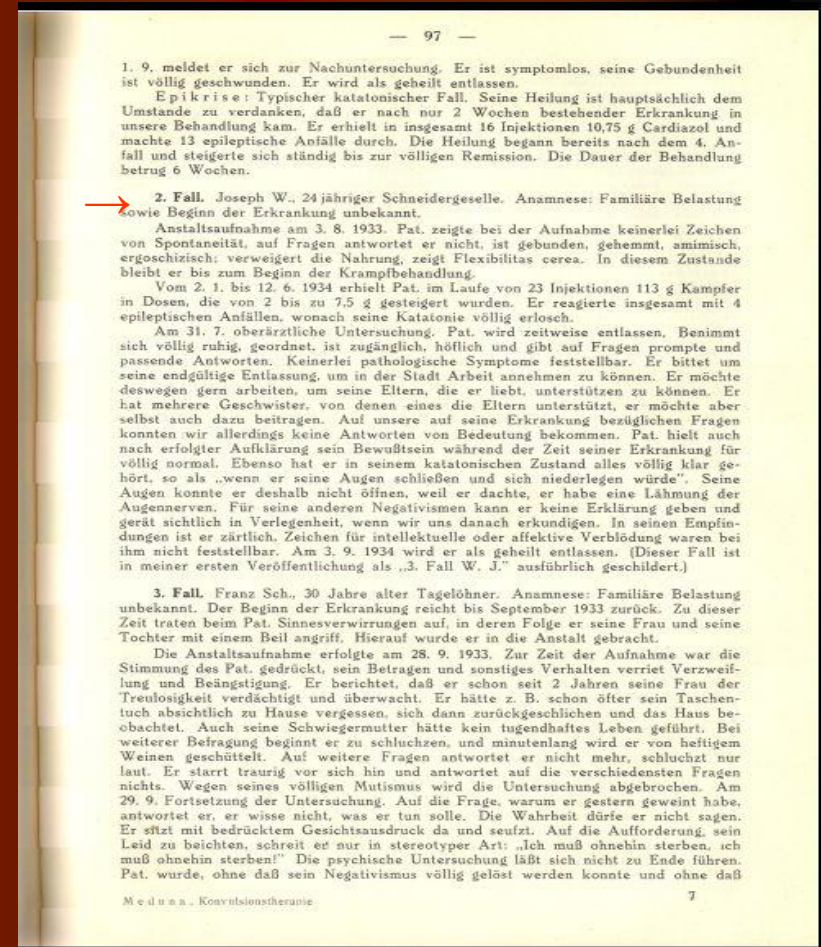 — 97 —
1. 9. meldet er sich zur Nachuntersuchung. Er ist symptomlos, seine Gebundenheit
ist völlig geschwunden. Er wird als geheilt entlassen.
Epikrise: Typischer katatonischer Fall. Seine Heilung ist hauptsächlich dem
Umstande zu verdanken, daß er nach nur 2 Wochen bestehender Erkrankung in
unsere Behandlung kam. Er erhielt in insgesamt 16 Injektionen 10,75 g Cardiazol und
machte 13 epileptische Anfälle durch. Die Heilung begann bereits nach dem 4. An-
fall und steigerte sich ständig bis zur völligen Remission. Die Dauer der Behandlung
betrug 6 Wochen.
2. Fall. Joseph W., 24 jähriger Schneidergeselle. Anamnese: Familiäre Belastung
sowie Beginn der Erkrankung unbekannt.
Anstaltsaufnahme am 3. 8. 1933. Pat. zeigte bei der Aufnahme keinerlei Zeichen
von Spontaneität, auf Fragen antwortet er nicht, ist gebunden, gehemmt, amimisch,
ergoschizisch; verweigert die Nahrung, zeigt Flexibilitas cerea. In diesem Zustande
bleibt er bis zum Beginn der Krampfbehandlung.
Vom 2. 1. bis 12. 6. 1934 erhielt Pat. im Laufe von 23 Injektionen 113 g Kampfer
in Dosen, die von 2 bis zu 7,5 g gesteigert wurden. Er reagierte insgesamt mit 4
epileptischen Anfällen, wonach seine Katatonie völlig erlosch.
Am 31. 7. oberärztliche Untersuchung. Pat. wird zeitweise entlassen. Benimmt
sich völlig ruhig, geordnet, ist zugänglich, höflich und gibt auf Fragen prompte und
passende Antworten. Keinerlei pathologische Symptome feststellbar. Er bittet um
seine endgültige Entlassung, um in der Stadt Arbeit annehmen zu können. Er möchte
deswegen gern arbeiten, um seine Eltern, die er liebt, unterstützen zu können. Er
hat mehrere Geschwister, von denen eines die Eltern unterstützt, er möchte aber
selbst auch dazu beitragen. Auf unsere auf seine Erkrankung bezüglichen Fragen
konnten wir allerdings keine Antworten von Bedeutung bekommen. Pat. hielt auch
nach erfolgter Aufklärung sein Bewußtsein während der Zeit seiner Erkrankung für
völlig normal. Ebenso hat er in seinem katatonischen Zustand alles völlig klar ge-
hört, so als „wenn er seine Augen schließen und sich niederlegen würde". Seine
Augen konnte er deshalb nicht öffnen, weil er dachte, er habe eine Lähmung der
Augennerven. Für seine anderen Negativismen kann er keine Erklärung geben und
gerät sichtlich in Verlegenheit, wenn wir uns danach erkundigen. In seinen Empfin-
dungen ist er zärtlich. Zeichen für intellektuelle oder affektive Verblödung waren bei
ihm nicht feststellbar. Am 3. 9. 1934 wird er als geheilt entlassen. (Dieser Fall ist
in meiner ersten Veröffentlichung als „3. Fall W. J." ausführlich geschildert.)
3. Fall. Franz Sch., 30 Jahre alter Tagelöhner. Anamnese: Familiäre Belastung
unbekannt. Der Beginn der Erkrankung reicht bis September 1933 zurück. Zu dieser
Zeit traten beim Pat. Sinnesverwirrungen auf, in deren Folge er seine Frau und seine
Tochter mit einem Beil angriff. Hierauf wurde er in die Anstalt gebracht.
Die Anstaltsaufnahme erfolgte am 28. 9. 1933. Zur Zeit der Aufnahme war die
Stimmung des Pat. gedrückt, sein Betragen und sonstiges Verhalten verriet Verzweif-
lung und Beängstigung. Er berichtet, daß er schon seit 2 Jahren seine Frau der
Treulosigkeit verdächtigt und überwacht. Er hätte z. B. schon öfter sein Taschen-
tuch absichtlich zu Hause vergessen, sich dann zurückgeschlichen und das Haus be-
obachtet. Auch seine Schwiegermutter hätte kein tugendhaftes Leben geführt. Bei
weiterer Befragung beginnt er zu schluchzen, und minutenlang wird er von heftigem
Weinen geschüttelt. Auf weitere Fragen antwortet er nicht mehr, schluchzt nur
laut. Er starrt traurig vor sich hin und antwortet auf die verschiedensten Fragen
nichts. Wegen seines völligen Mutismus wird die Untersuchung abgebrochen. Am
29. 9. Fortsetzung der Untersuchung. Auf die Frage, warum er gestern geweint habe,
antwortet er, er wisse nicht, was er tun solle. Die Wahrheit dürfe er nicht sagen.
Er sitzt mit bedrücktem Gesichtsausdruck da und seufzt. Auf die Aufforderung, sein
Leid zu beichten, schreit er nur in stereotyper Art: „Ich muß ohnehin sterben, ich
muß ohnehin sterben!" Die psychische Untersuchung läßt sich nicht zu Ende führen.
Pat. wurde, ohne daß sein Negativismus völlig gelöst werden konnte und ohne daß
Meduna, Konvulsionstherapie
7